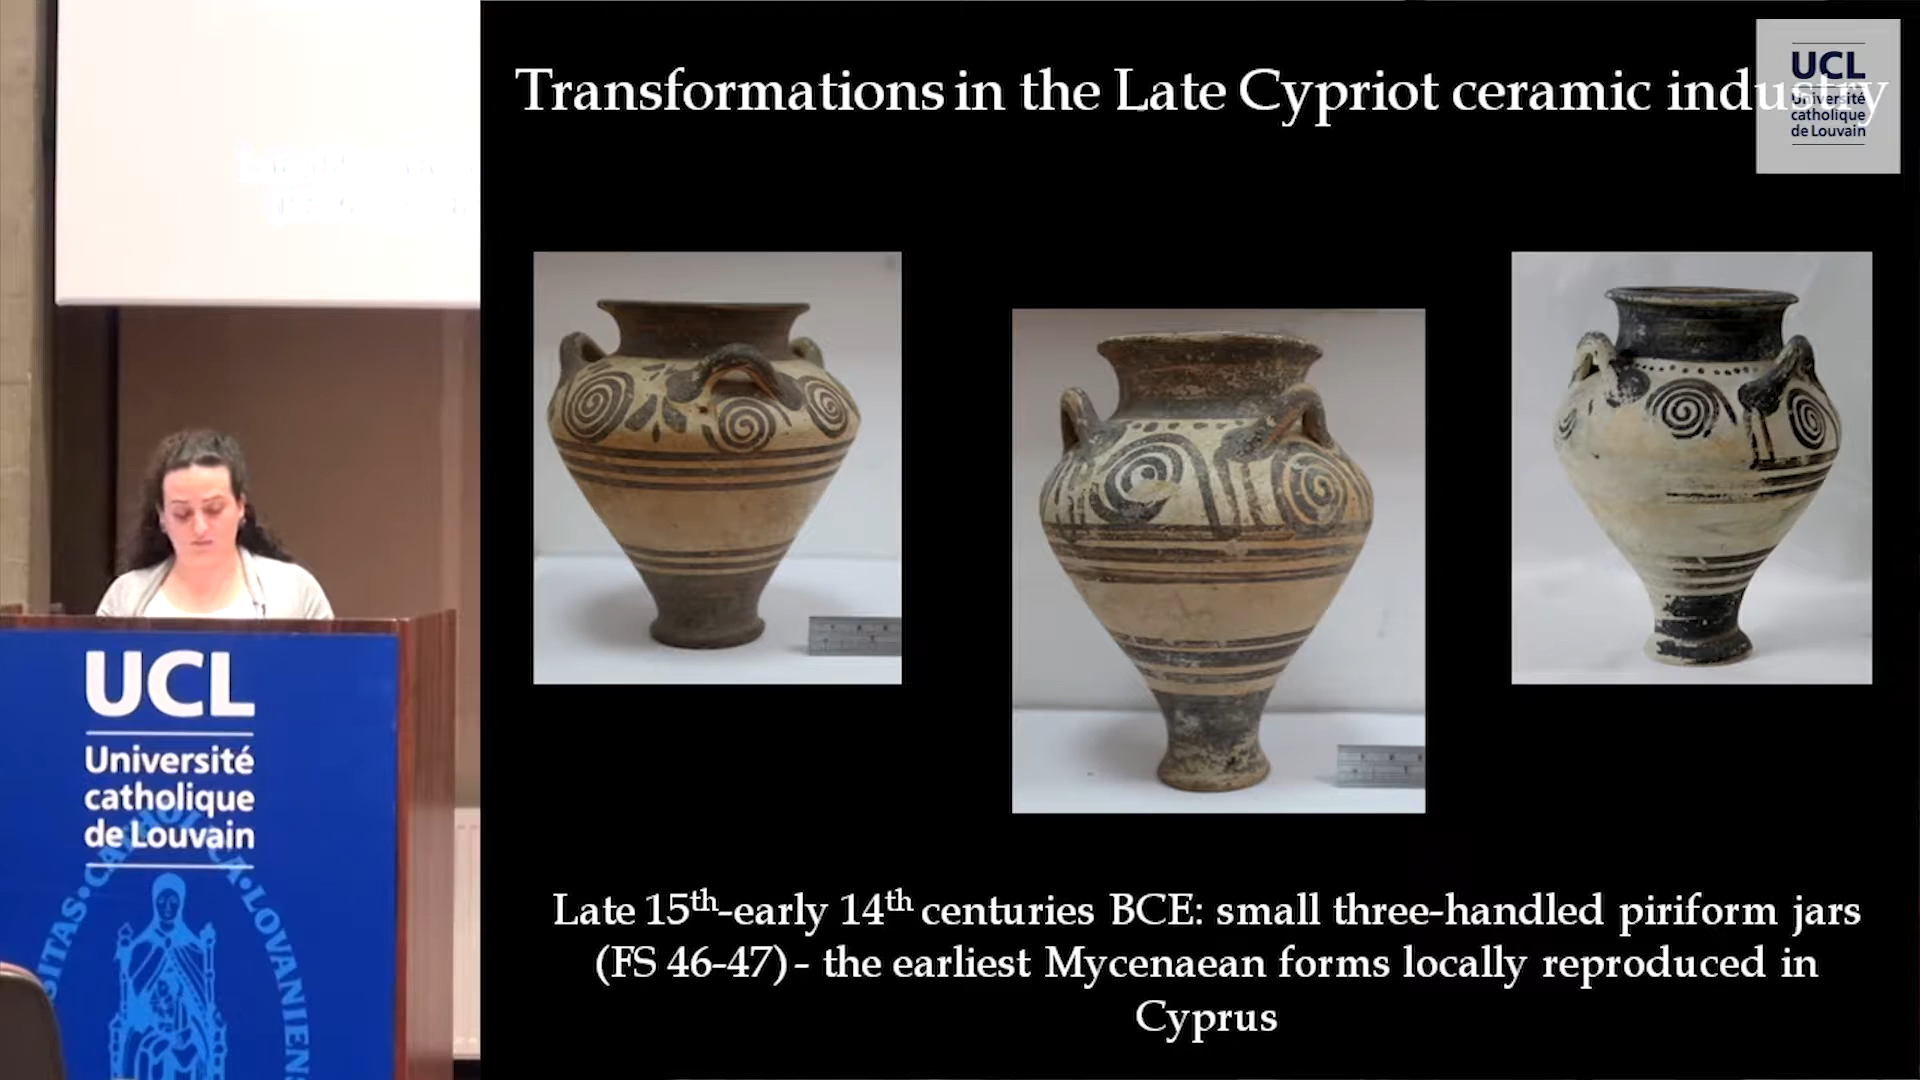 Transformations in the Late Cypriot ceramic industry
UCL
Université
catholique
de Louvain
Late 15th-early 14th centuries BCE: small three-handled piriform jars
(FS 46-47) - the earliest Mycenaean forms locally reproduced in
Cyprus
UCL
Université
catholique
de Louvain